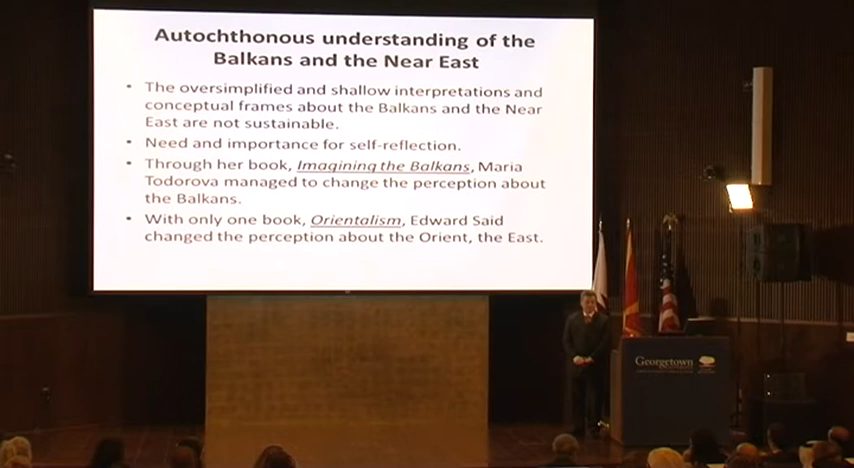 Autochthonous understanding of the
Balkans and the Near East
• The oversimplified and shallow interpretations and
conceptual frames about the Balkans and the Near
East are not sustainable.
• Need and importance for self-reflection.
• Through her book, Imagining the Balkans, Maria
Todorova managed to change the perception about
the Balkans.
• With only one book, Orientalism, Edward Said
changed the perception about the Orient, the East.
Georgetown